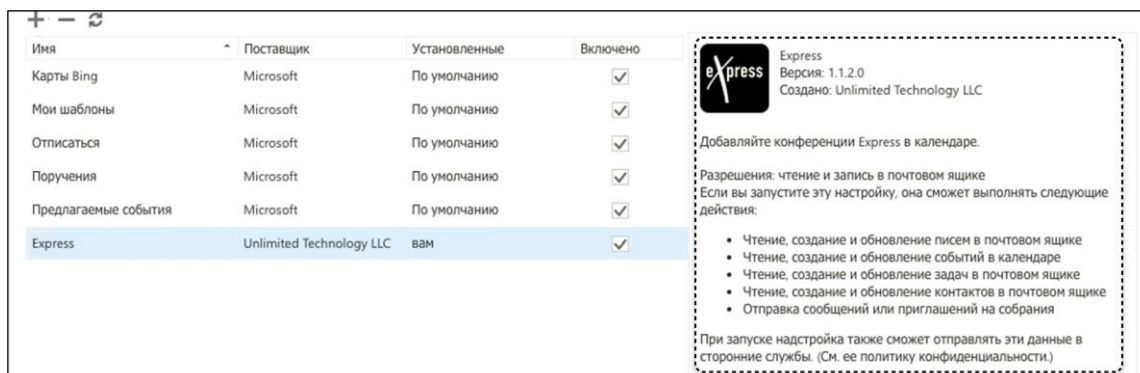 Имя Поставщик Установленные Включено
Карты Bing Microsoft По умолчанию
Мои шаблоны Microsoft По умолчанию
Отписаться Microsoft По умолчанию
Поручения Microsoft По умолчанию
Предлагаемые события Microsoft По умолчанию
Express Unlimited Technology LLC вам
eXpress
Express
Версия: 1.1.2.0
Создано: Unlimited Technology LLC
Добавляйте конференции Express в календаре.
Разрешения: чтение и запись в почтовом ящике
Если вы запустите эту настройку, она сможет выполнять следующие
действия:
• Чтение, создание и обновление писем в почтовом ящике
• Чтение, создание и обновление событий в календаре
• Чтение, создание и обновление задач в почтовом ящике
• Чтение, создание и обновление контактов в почтовом ящике
• Отправка сообщений или приглашений на собрания
При запуске надстройка также сможет отправлять эти данные в
сторонние службы. (См. ее политику конфиденциальности.)